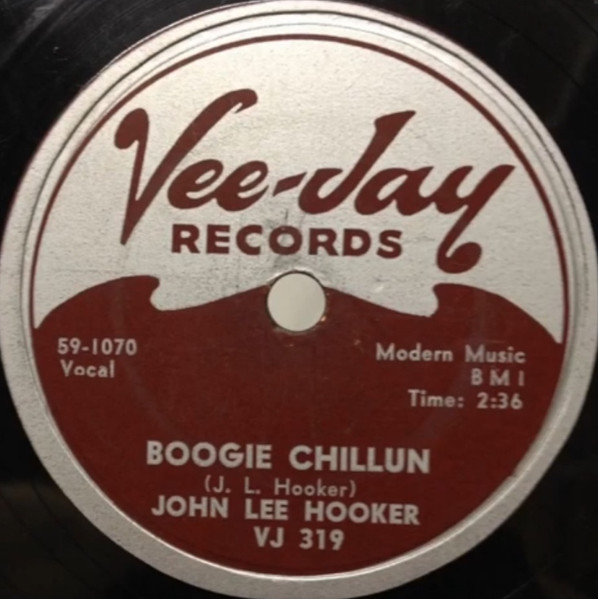 Vee-Jay
RECORDS
59-1070
Vocal
Modern Music
BMI
Time: 2:36
BOOGIE CHILLUN
(J. L. Hooker)
JOHN LEE HOOKER
VJ 319